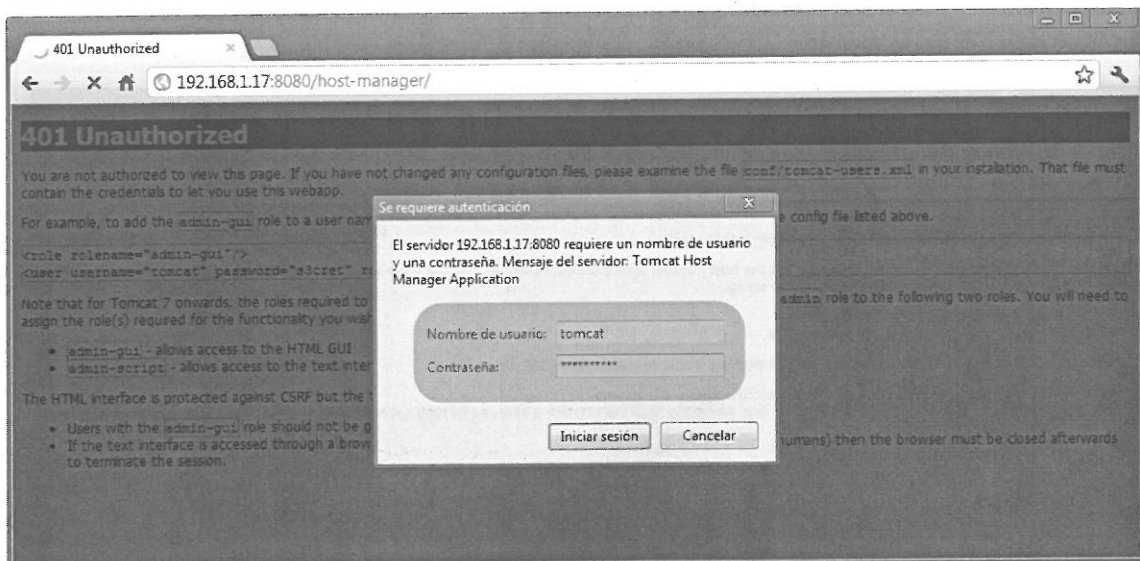 401 Unauthorized
192.168.1.17:8080/host-manager/
401 Unauthorized
You are not authorized to view this page. If you have not changed any configuration files, please examine the file conf/tomcat-users.xml in your installation. That file must
contain the credentials to let you use this webapp.
For example, to add the admin-gui role to a user nam
e config file listed above.
<role rolename="admin-gui"/>
<user username="tomcat" password="s3cret"
Note that for Tomcat 7 onwards, the roles required to
admin role to the following two roles. You will need to
assign the role(s) required for the functionality you wis
admin-gui - allows access to the HTML GUI
admin-script - allows access to the text inter
The HTML interface is protected against CSRF but the
Users with the admin-gui role should not be g
If the text interface is accessed through a brow
humans) then the browser must be closed afterwards
to terminate the session.
Se requiere autenticación
El servidor 192.168.1.17:8080 requiere un nombre de usuario
y una contraseña. Mensaje del servidor: Tomcat Host
Manager Application
Nombre de usuario: tomcat
Contraseña: **********
Iniciar sesión Cancelar